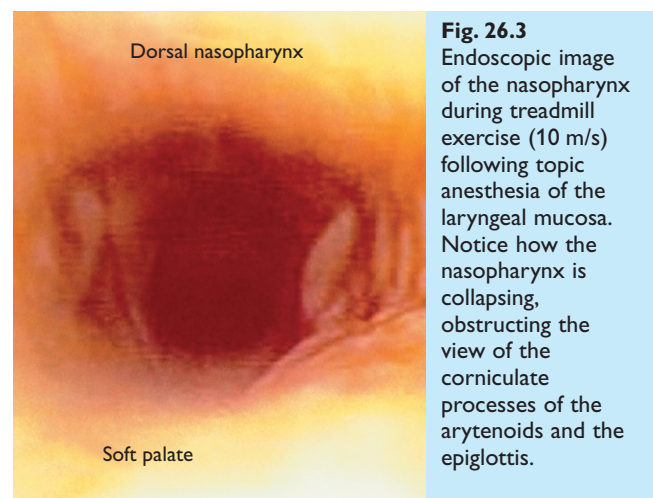 Dorsal nasopharynx
Soft palate
Fig. 26.3
Endoscopic image
of the nasopharynx
during treadmill
exercise (10 m/s)
following topic
anesthesia of the
laryngeal mucosa.
Notice how the
nasopharynx is
collapsing,
obstructing the
view of the
corniculate
processes of the
arytenoids and the
epiglottis.